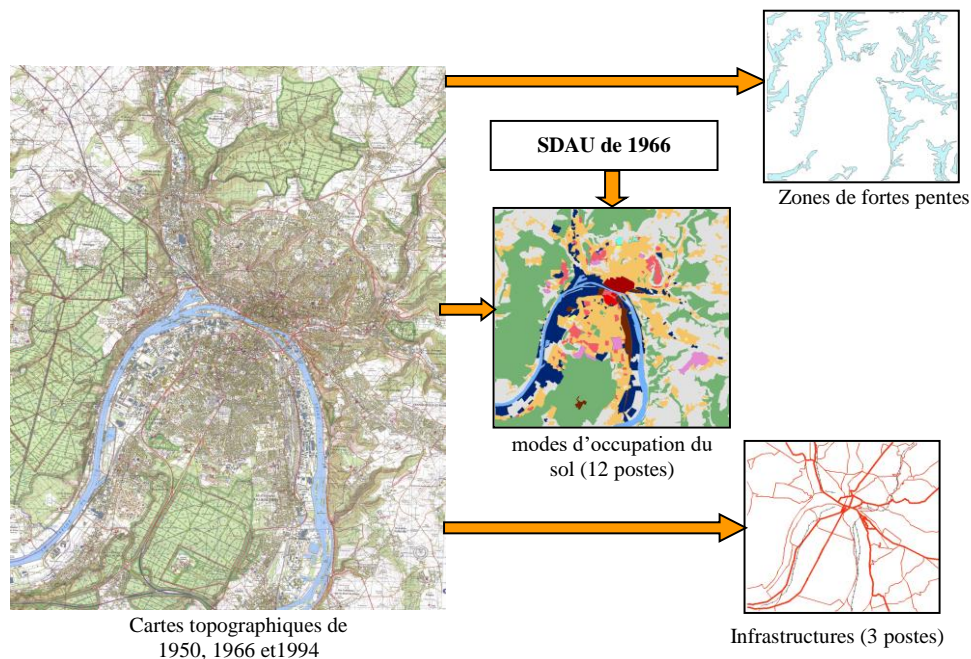 SDAU de 1966
Zones de fortes pentes
modes d'occupation du
sol (12 postes)
Cartes topographiques de
1950, 1966 et1994
Infrastructures (3 postes)